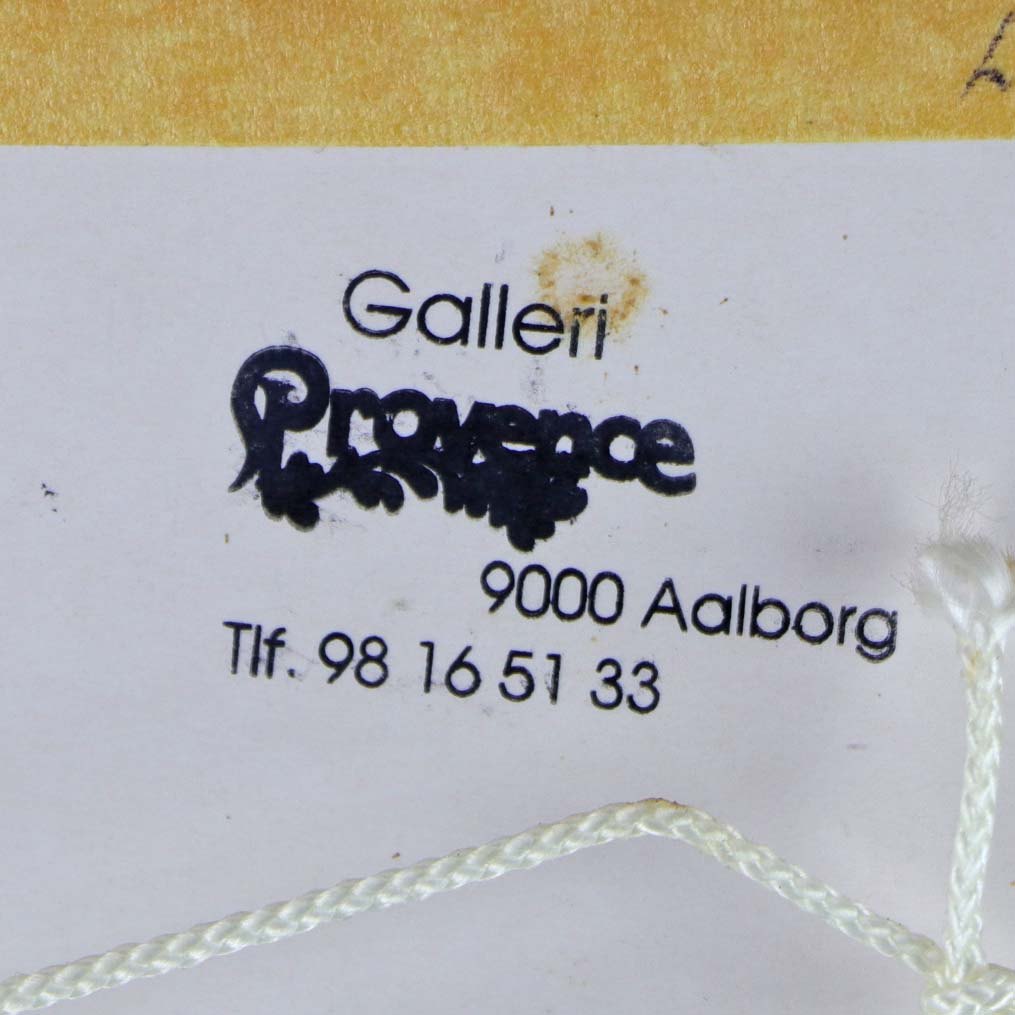 Galleri
Provence
9000 Aalborg
Tlf. 98 16 51 33